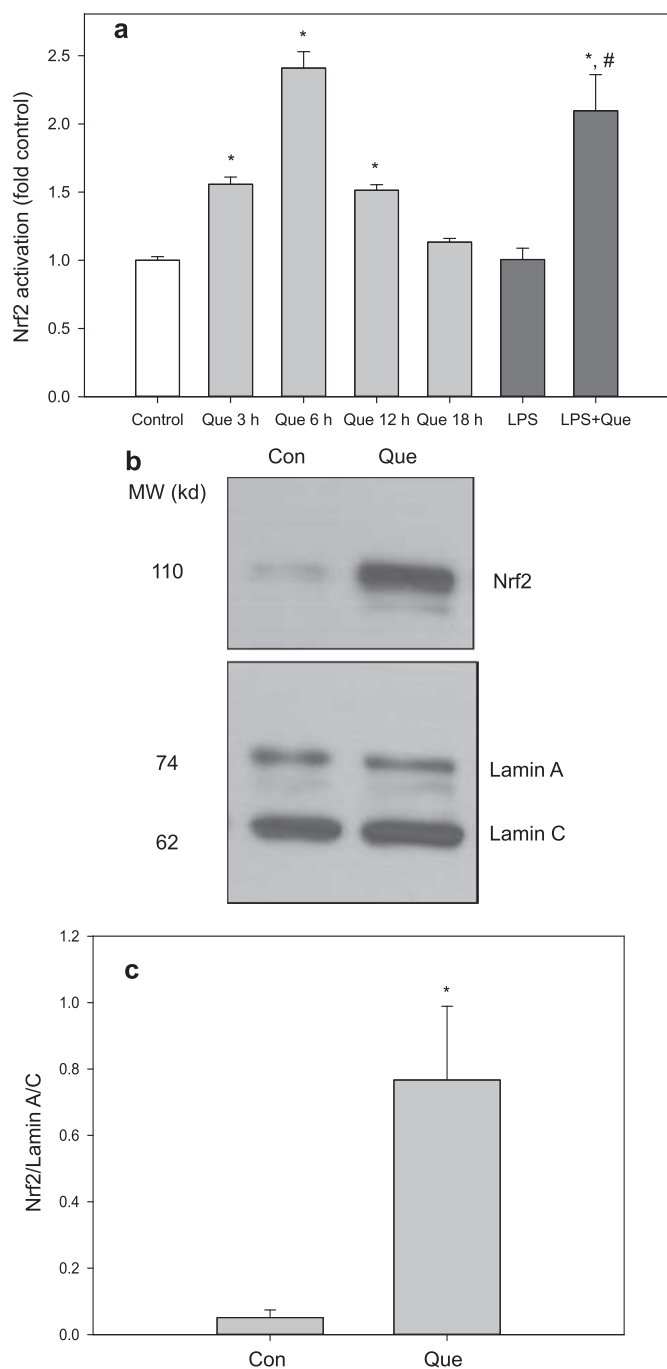 a
Nrf2 activation (fold control)
2.5
2.0
1.5
1.0
0.5
0.0
*
*
*
*, #
Control Que 3 h Que 6 h Que 12 h Que 18 h LPS LPS+Que
b
Con Que
MW (kd)
110 Nrf2
74 Lamin A
62 Lamin C
c
Nrf2/Lamin A/C
1.2
1.0
0.8
0.6
0.4
0.2
0.0
*
Con Que